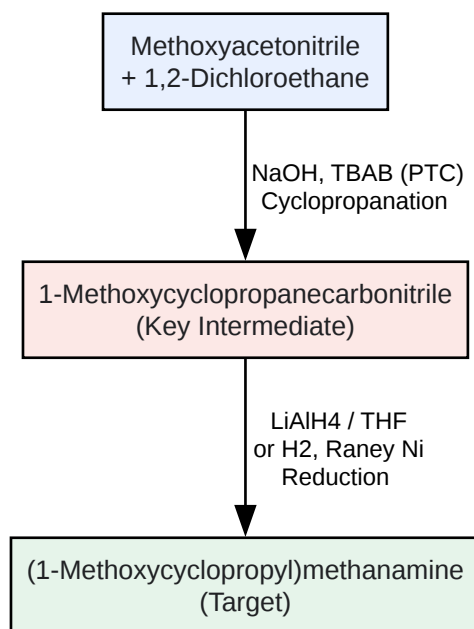 Methoxyacetonitrile
+ 1,2-Dichloroethane
NaOH, TBAB (PTC)
Cyclopropanation
1-Methoxycyclopropanecarbonitrile
(Key Intermediate)
LiAlH4 / THF
or H2, Raney Ni
Reduction
(1-Methoxycyclopropyl)methanamine
(Target)